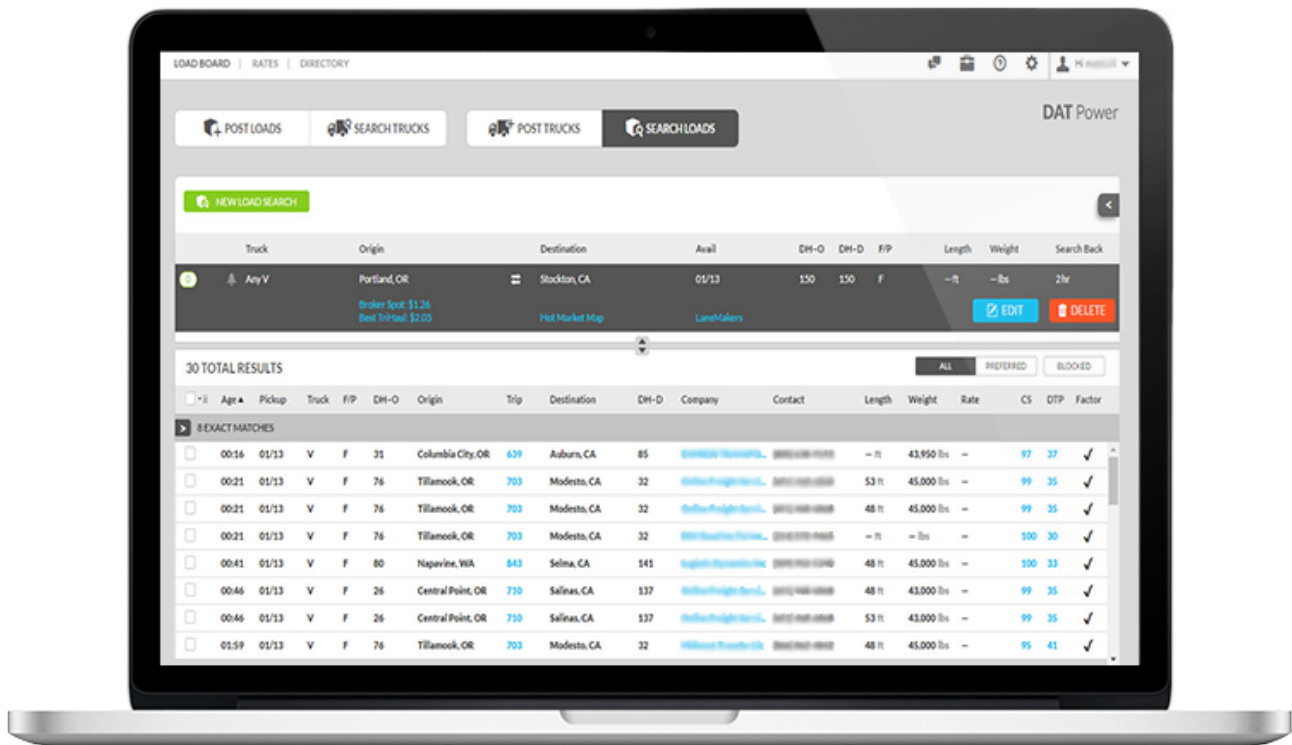 LOAD BOARD | RATES | DIRECTORY Hi
DAT Power
POST LOADS SEARCH TRUCKS POST TRUCKS SEARCH LOADS
NEW LOAD SEARCH
Truck Origin Destination Avail DH-O DH-D F/P Length Weight Search Back
Any V Portland, OR Stockton, CA 01/13 150 150 F – ft – lbs 2hr
Broker Spot: $1.26
Best TriHaul: $2.05 Hot Market Map LaneMakers
EDIT DELETE
30 TOTAL RESULTS ALL PREFERRED BLOCKED
Age Pickup Truck F/P DH-O Origin Trip Destination DH-D Company Contact Length Weight Rate CS DTP Factor
8 EXACT MATCHES
00:16 01/13 V F 31 Columbia City, OR 639 Auburn, CA 85 – ft 43,950 lbs – 97 37 ✓
00:21 01/13 V F 76 Tillamook, OR 703 Modesto, CA 32 53 ft 45,000 lbs – 99 35 ✓
00:21 01/13 V F 76 Tillamook, OR 703 Modesto, CA 32 48 ft 45,000 lbs – 99 35 ✓
00:21 01/13 V F 76 Tillamook, OR 703 Modesto, CA 32 – ft – lbs – 100 30 ✓
00:41 01/13 V F 80 Napavine, WA 843 Selma, CA 141 48 ft 45,000 lbs – 100 33 ✓
00:46 01/13 V F 26 Central Point, OR 710 Salinas, CA 137 48 ft 43,000 lbs – 99 35 ✓
00:46 01/13 V F 26 Central Point, OR 710 Salinas, CA 137 53 ft 43,000 lbs – 99 35 ✓
01:59 01/13 V F 76 Tillamook, OR 703 Modesto, CA 32 48 ft 45,000 lbs – 95 41 ✓